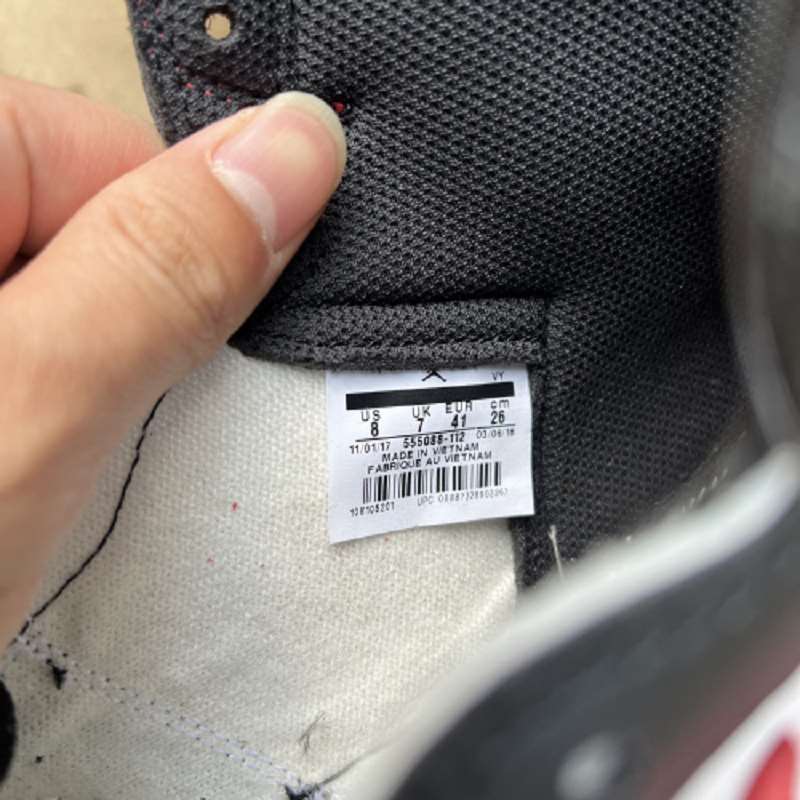 VY
US UK EUR cm
8 7 41 26
11/01/17 555088-112 03/06/18
MADE IN VIETNAM
FABRIQUE AU VIETNAM
UPC: